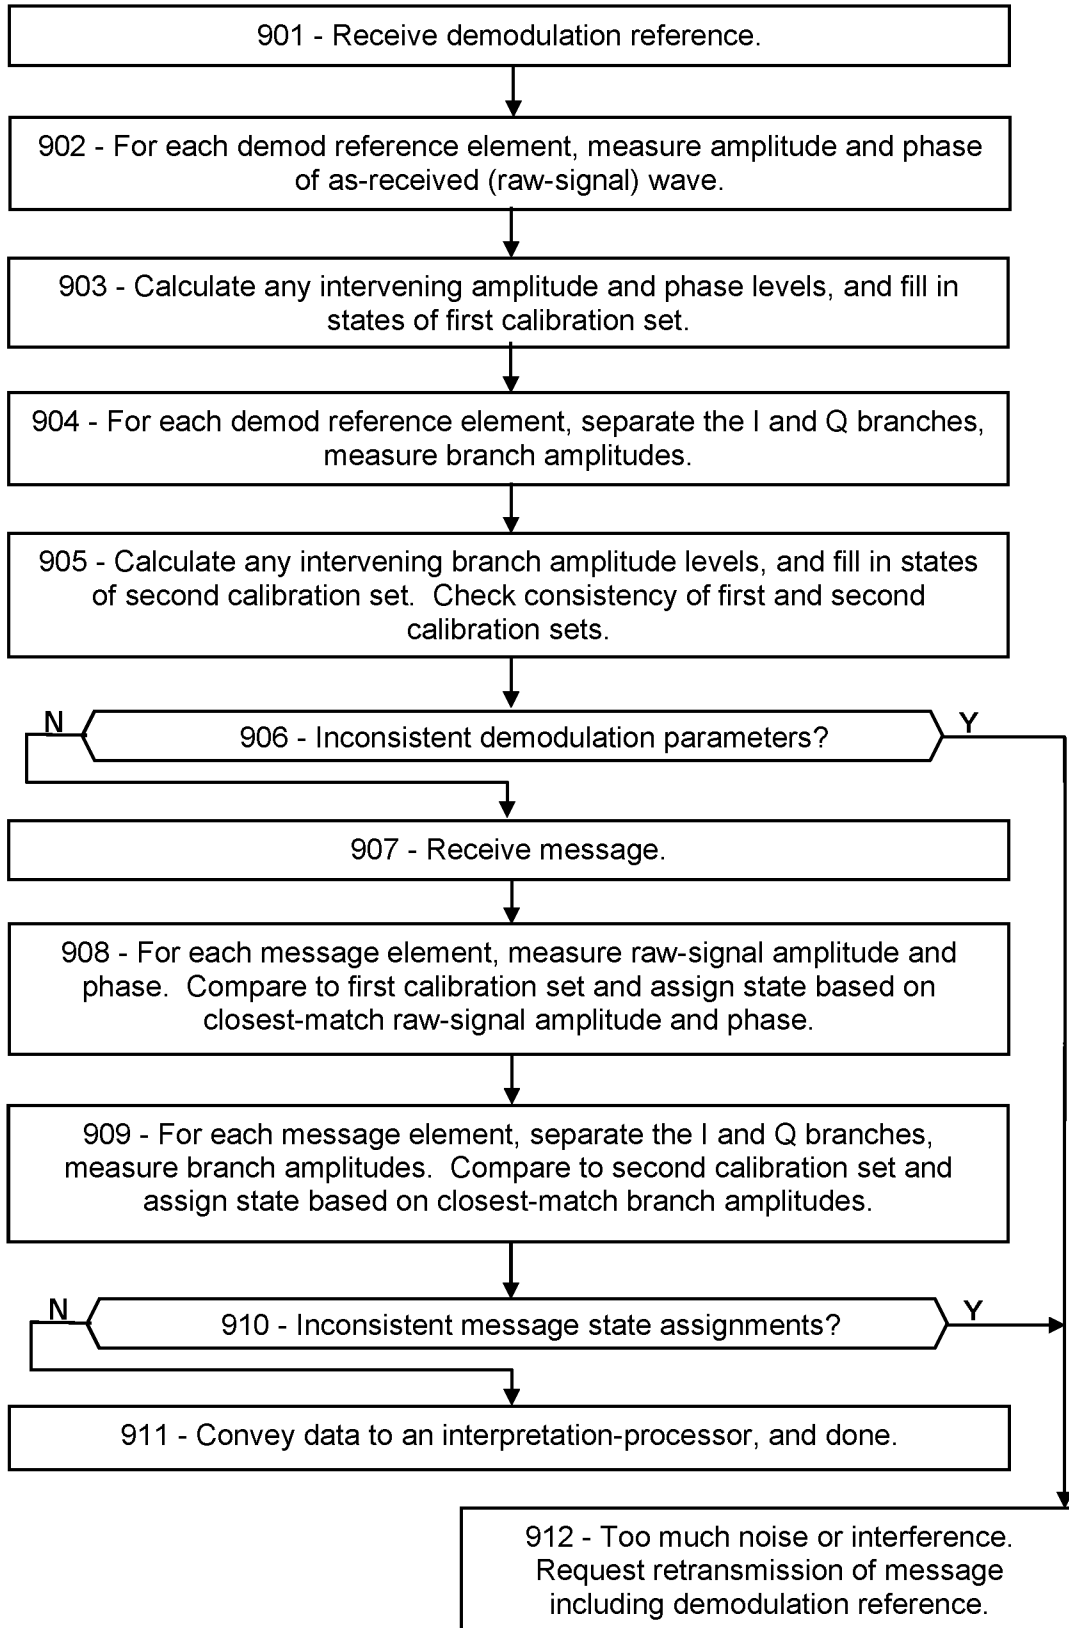 901 - Receive demodulation reference.
902 - For each demod reference element, measure amplitude and phase
of as-received (raw-signal) wave.
903 - Calculate any intervening amplitude and phase levels, and fill in
states of first calibration set.
904 - For each demod reference element, separate the I and Q branches,
measure branch amplitudes.
905 - Calculate any intervening branch amplitude levels, and fill in states
of second calibration set.  Check consistency of first and second
calibration sets.
N
Y
906 - Inconsistent demodulation parameters?
907 - Receive message.
908 - For each message element, measure raw-signal amplitude and
phase.  Compare to first calibration set and assign state based on
closest-match raw-signal amplitude and phase.
909 - For each message element, separate the I and Q branches,
measure branch amplitudes.  Compare to second calibration set and
assign state based on closest-match branch amplitudes.
N
Y
910 - Inconsistent message state assignments?
911 - Convey data to an interpretation-processor, and done.
912 - Too much noise or interference.
Request retransmission of message
including demodulation reference.